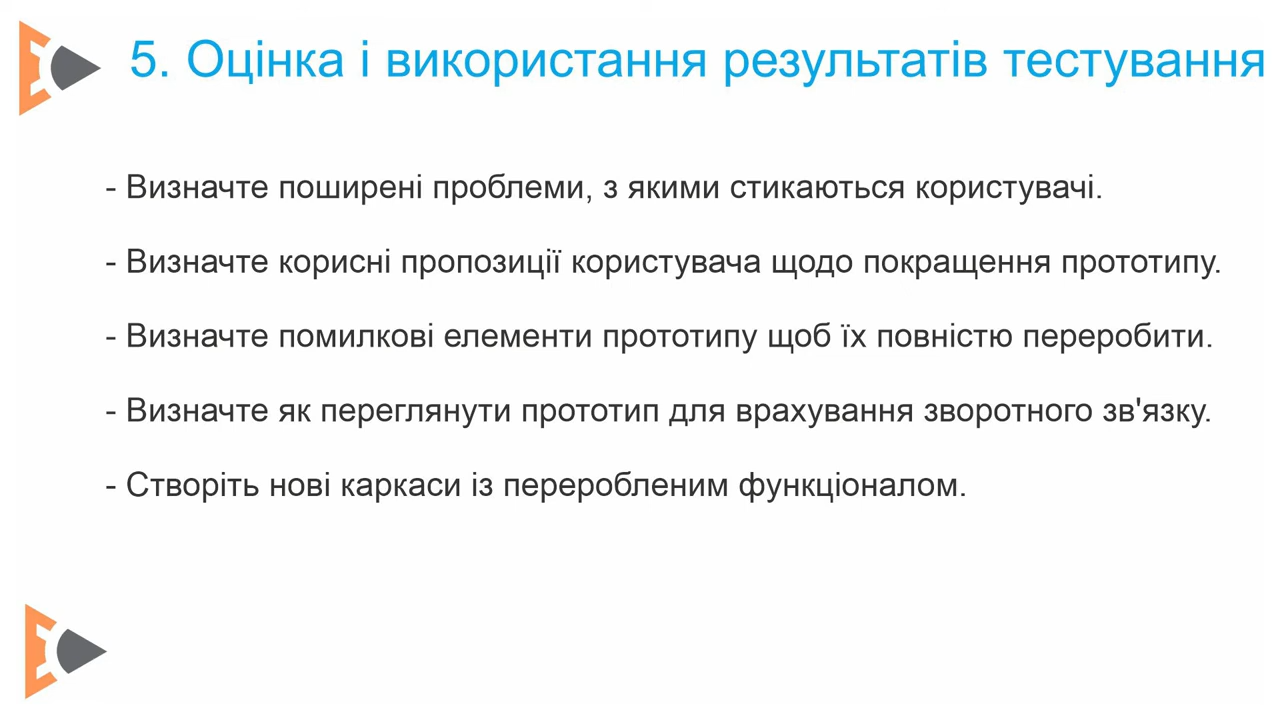 5. Оцінка і використання результатів тестування
- Визначте поширені проблеми, з якими стикаються користувачі.
- Визначте корисні пропозиції користувача щодо покращення прототипу.
- Визначте помилкові елементи прототипу щоб їх повністю переробити.
- Визначте як переглянути прототип для врахування зворотного зв'язку.
- Створіть нові каркаси із переробленим функціоналом.